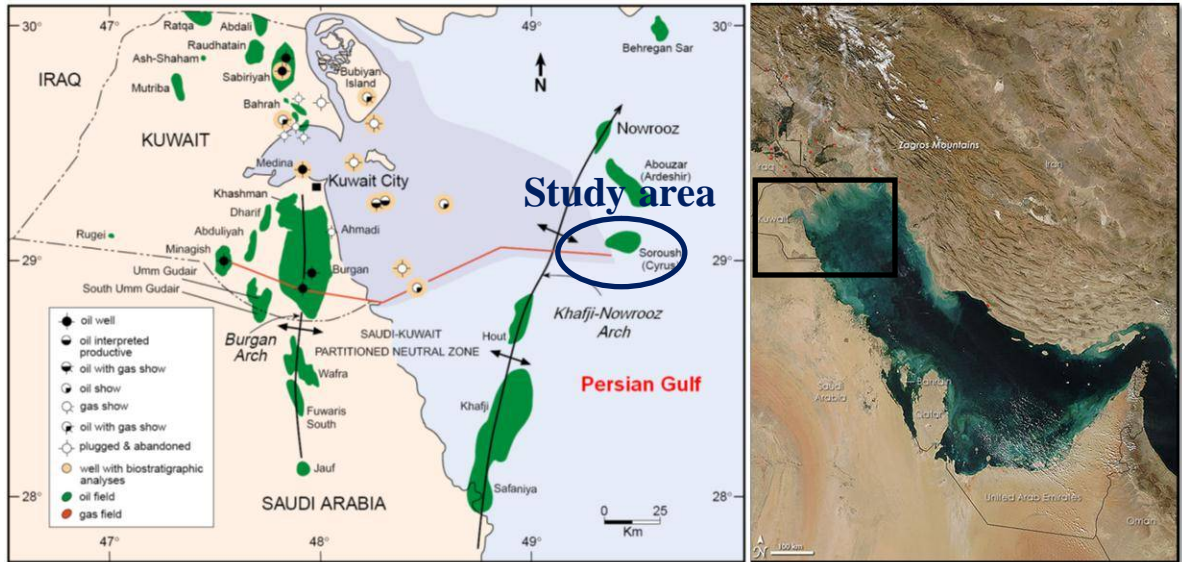 30°
47°
49°
30°
Ratqa
Abdali
Raudhatain
Ash-Shaham
Sabiriyah
Mutriba
Bahrah
Bubiyan
Island
Behregan Sar
N
IRAQ
KUWAIT
Medina
Kuwait City
Nowrooz
Abouzar
(Ardeshir)
Study area
Khashman
Dharif
Abduliyah
Ahmadi
Rugei
Minagish
29°
Burgan
Soroush
(Cyrus)
29°
Umm Gudair
South Umm Gudair
Burgan
Arch
SAUDI-KUWAIT
PARTITIONED NEUTRAL ZONE
Hout
Khafji-Nowrooz
Arch
Wafra
Fuwaris
South
Khafji
Persian Gulf
Jauf
Safaniya
28°
28°
SAUDI ARABIA
0 25
Km
47°
48°
49°
oil well
oil interpreted
productive
oil with gas show
oil show
gas show
oil with gas show
plugged & abandoned
well with biostratigraphic
analyses
oil field
gas field
Zagros Mountains
Iraq
Iran
Kuwait
Saudi
Arabia
Bahrain
Qatar
United Arab Emirates
Oman
N
100 km